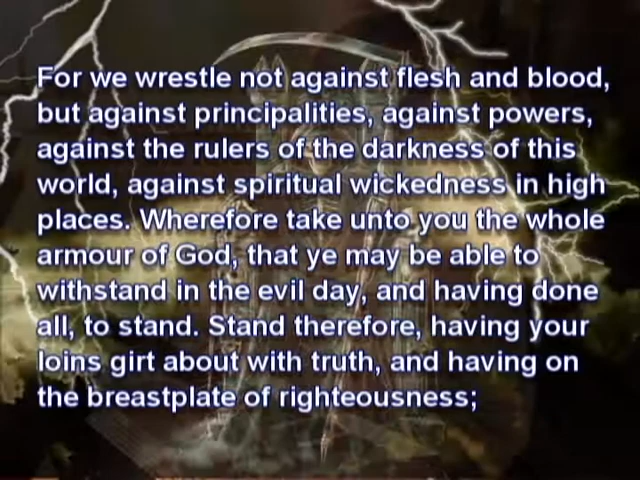 For we wrestle not against flesh and blood,
but against principalities, against powers,
against the rulers of the darkness of this
world, against spiritual wickedness in high
places. Wherefore take unto you the whole
armour of God, that ye may be able to
withstand in the evil day, and having done
all, to stand. Stand therefore, having your
loins girt about with truth, and having on
the breastplate of righteousness;